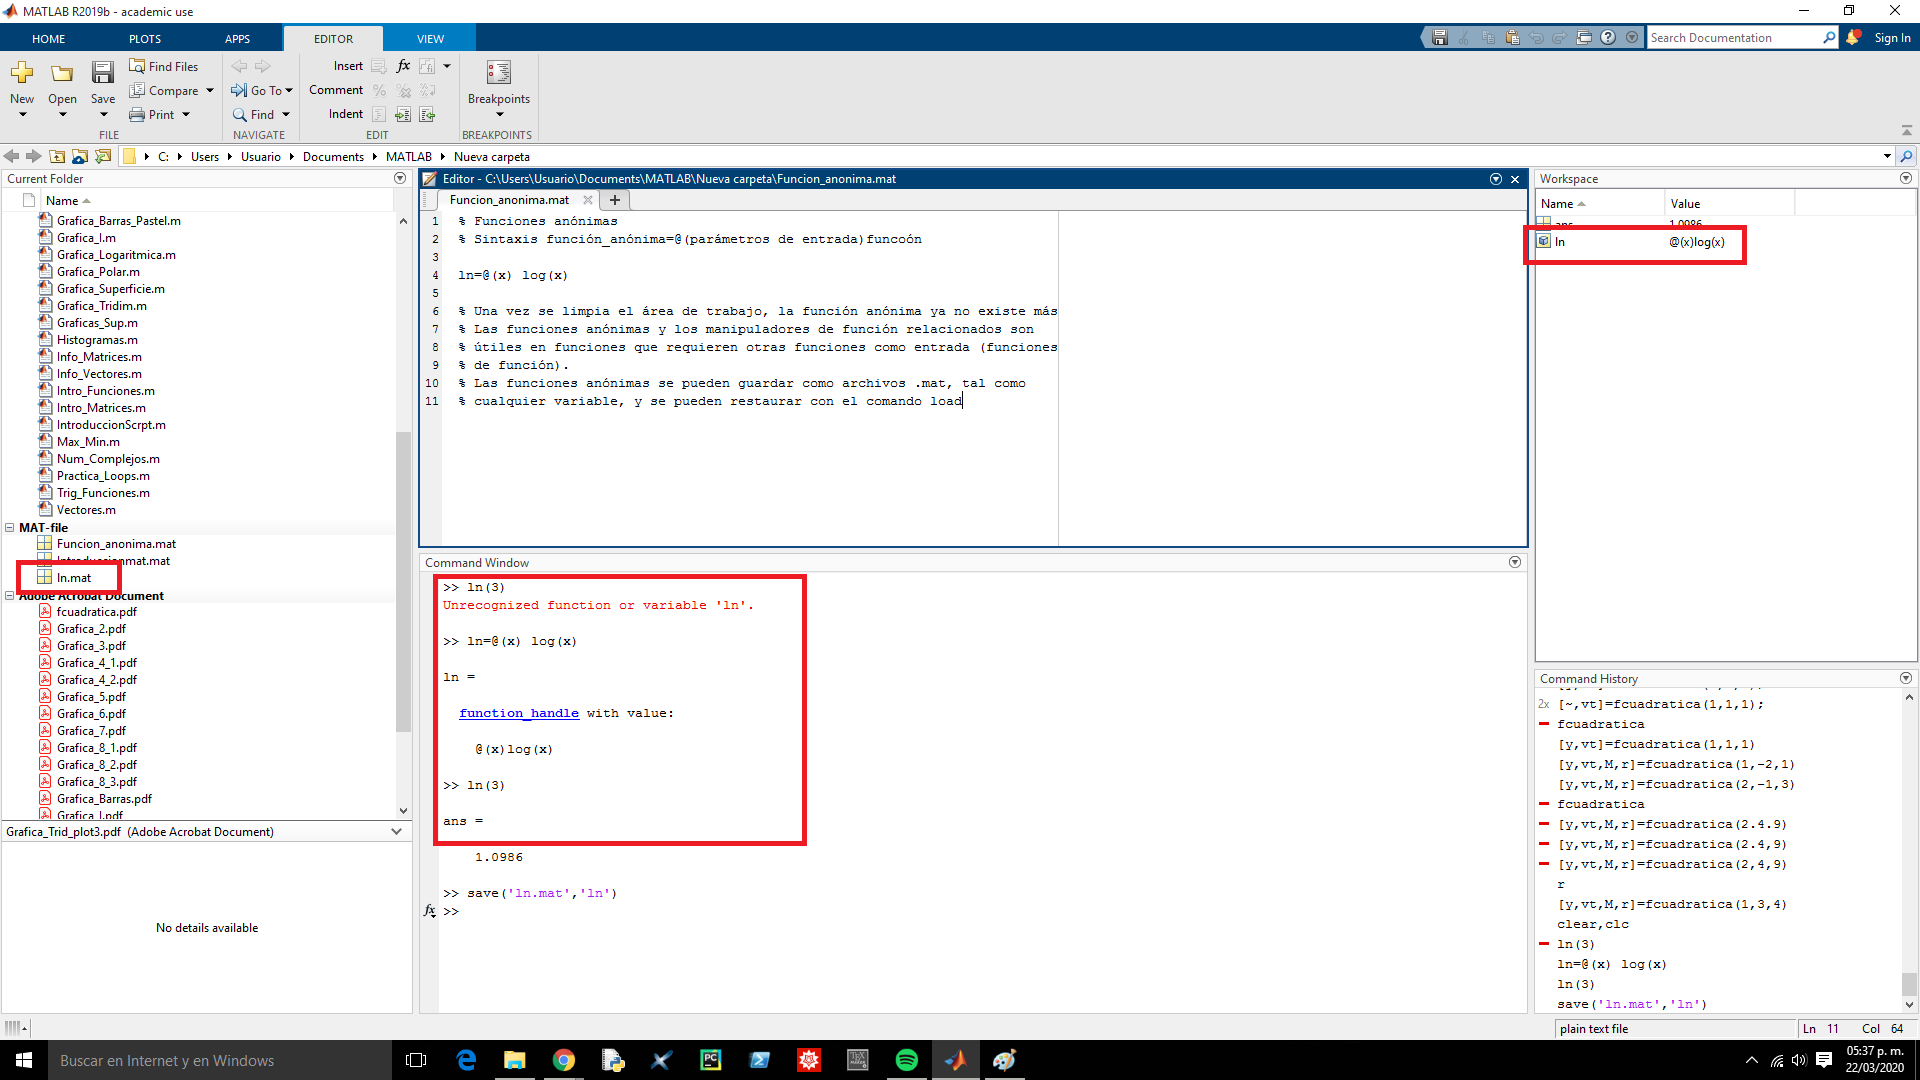 MATLAB R2019b - academic use
HOME PLOTS APPS EDITOR VIEW
Search Documentation
Sign In
New Open Save
Find Files
Compare
Print
FILE
Go To
Find
NAVIGATE
Insert fx
Comment
Indent
EDIT
Breakpoints
BREAKPOINTS
C: Users Usuario Documents MATLAB Nueva carpeta
Current Folder
Name
Grafica_Barras_Pastel.m
Grafica_I.m
Grafica_Logaritmica.m
Grafica_Polar.m
Grafica_Superficie.m
Grafica_Tridim.m
Graficas_Sup.m
Histogramas.m
Info_Matrices.m
Info_Vectores.m
Intro_Funciones.m
Intro_Matrices.m
IntroduccionScrpt.m
Max_Min.m
Num_Complejos.m
Practica_Loops.m
Trig_Funciones.m
Vectores.m
MAT-file
Funcion_anonima.mat
Introduccionmat.mat
ln.mat
Adobe Acrobat Document
fcuadratica.pdf
Grafica_2.pdf
Grafica_3.pdf
Grafica_4_1.pdf
Grafica_4_2.pdf
Grafica_5.pdf
Grafica_6.pdf
Grafica_7.pdf
Grafica_8_1.pdf
Grafica_8_2.pdf
Grafica_8_3.pdf
Grafica_Barras.pdf
Grafica_I.pdf
Grafica_Trid_plot3.pdf (Adobe Acrobat Document)
No details available
Editor - C:\Users\Usuario\Documents\MATLAB\Nueva carpeta\Funcion_anonima.mat
Funcion_anonima.mat
1 % Funciones anónimas
2 % Sintaxis función_anónima=@(parámetros de entrada)funcoón
3
4 ln=@(x) log(x)
5
6 % Una vez se limpia el área de trabajo, la función anónima ya no existe más
7 % Las funciones anónimas y los manipuladores de función relacionados son
8 % útiles en funciones que requieren otras funciones como entrada (funciones
9 % de función).
10 % Las funciones anónimas se pueden guardar como archivos .mat, tal como
11 % cualquier variable, y se pueden restaurar con el comando load
Command Window
>> ln(3)
Unrecognized function or variable 'ln'.
>> ln=@(x) log(x)
ln =
function_handle with value:
@(x)log(x)
>> ln(3)
ans =
1.0986
>> save('ln.mat','ln')
fx >>
Workspace
Name Value
ans 1.0986
ln @(x)log(x)
Command History
2x [~,vt]=fcuadratica(1,1,1);
fcuadratica
[y,vt]=fcuadratica(1,1,1)
[y,vt,M,r]=fcuadratica(1,-2,1)
[y,vt,M,r]=fcuadratica(2,-1,3)
fcuadratica
[y,vt,M,r]=fcuadratica(2.4.9)
[y,vt,M,r]=fcuadratica(2.4,9)
[y,vt,M,r]=fcuadratica(2,4,9)
r
[y,vt,M,r]=fcuadratica(1,3,4)
clear,clc
ln(3)
ln=@(x) log(x)
ln(3)
save('ln.mat','ln')
plain text file Ln 11 Col 64
Buscar en Internet y en Windows
05:37 p. m.
22/03/2020